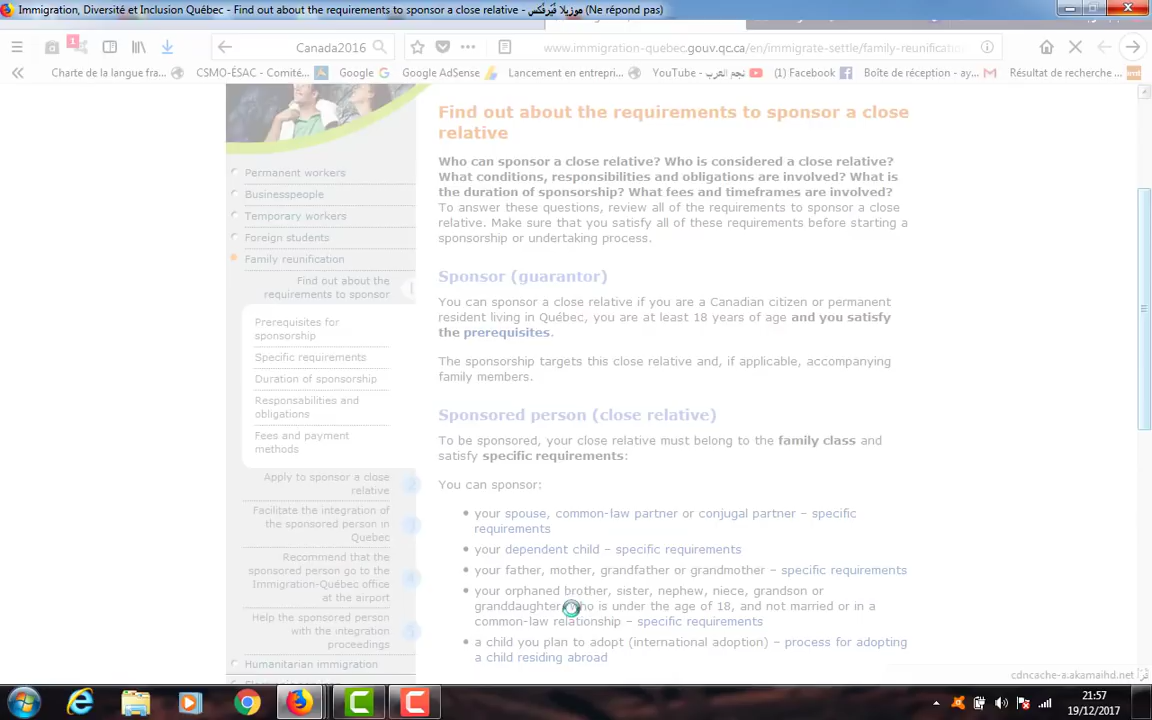 Immigration, Diversité et Inclusion Québec - Find out about the requirements to sponsor a close relative - موزيلا فَيَرفُكس (Ne répond pas)
Canada2016
www.immigration-quebec.gouv.qc.ca/en/immigrate-settle/family-reunificati
Charte de la langue fra...
CSMO-ÉSAC - Comité...
Google
Google AdSense
Lancement en entrepri...
YouTube - نجم العرب
(1) Facebook
Boîte de réception - ay...
Résultat de recherche ...
Find out about the requirements to sponsor a close
relative
Who can sponsor a close relative? Who is considered a close relative?
What conditions, responsibilities and obligations are involved? What is
the duration of sponsorship? What fees and timeframes are involved?
To answer these questions, review all of the requirements to sponsor a close
relative. Make sure that you satisfy all of these requirements before starting a
sponsorship or undertaking process.
Sponsor (guarantor)
You can sponsor a close relative if you are a Canadian citizen or permanent
resident living in Québec, you are at least 18 years of age and you satisfy
the prerequisites.
The sponsorship targets this close relative and, if applicable, accompanying
family members.
Sponsored person (close relative)
To be sponsored, your close relative must belong to the family class and
satisfy specific requirements:
You can sponsor:
your spouse, common-law partner or conjugal partner – specific
requirements
your dependent child – specific requirements
your father, mother, grandfather or grandmother – specific requirements
your orphaned brother, sister, nephew, niece, grandson or
granddaughter who is under the age of 18, and not married or in a
common-law relationship – specific requirements
a child you plan to adopt (international adoption) – process for adopting
a child residing abroad
Permanent workers
Businesspeople
Temporary workers
Foreign students
Family reunification
Find out about the
requirements to sponsor
1
Prerequisites for
sponsorship
Specific requirements
Duration of sponsorship
Responsabilities and
obligations
Fees and payment
methods
Apply to sponsor a close
relative
2
Facilitate the integration of
the sponsored person in
Quebec
3
Recommend that the
sponsored person go to the
Immigration-Québec office
at the airport
4
Help the sponsored person
with the integration
proceedings
5
Humanitarian immigration
cdncache-a.akamaihd.net
21:57
19/12/2017